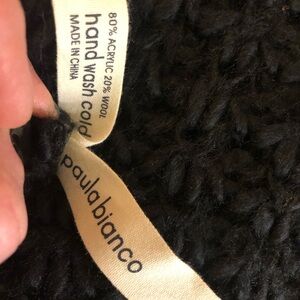 80% ACRYLIC 20% WOOL
hand wash cold
MADE IN CHINA
paulabianco